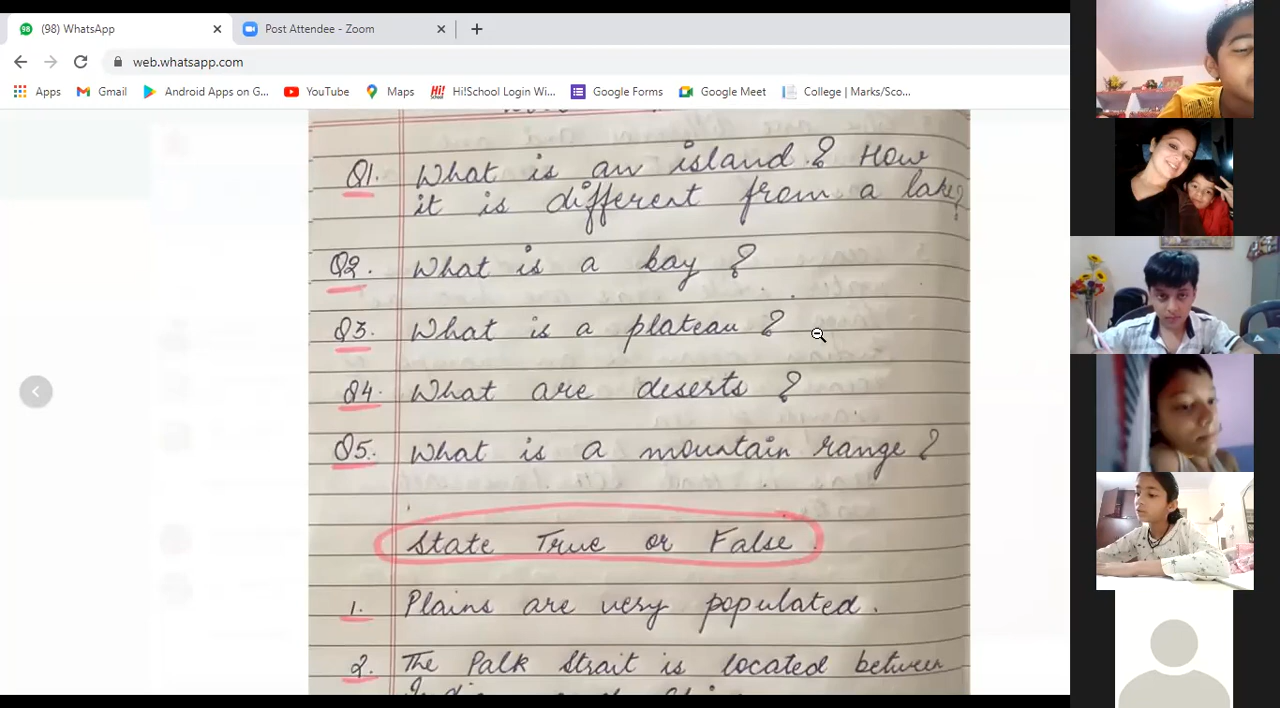 (98) WhatsApp
Post Attendee - Zoom
web.whatsapp.com
Apps
Gmail
Android Apps on G...
YouTube
Maps
Hi!School Login Wi...
Google Forms
Google Meet
College | Marks/Sco...
Q1. What is an island ? How
it is different from a lake?
Q2. What is a bay ?
Q3. What is a plateau ?
Q4. What are deserts ?
Q5. What is a mountain range ?
State True or False.
1. Plains are very populated.
2. The Palk Strait is located between